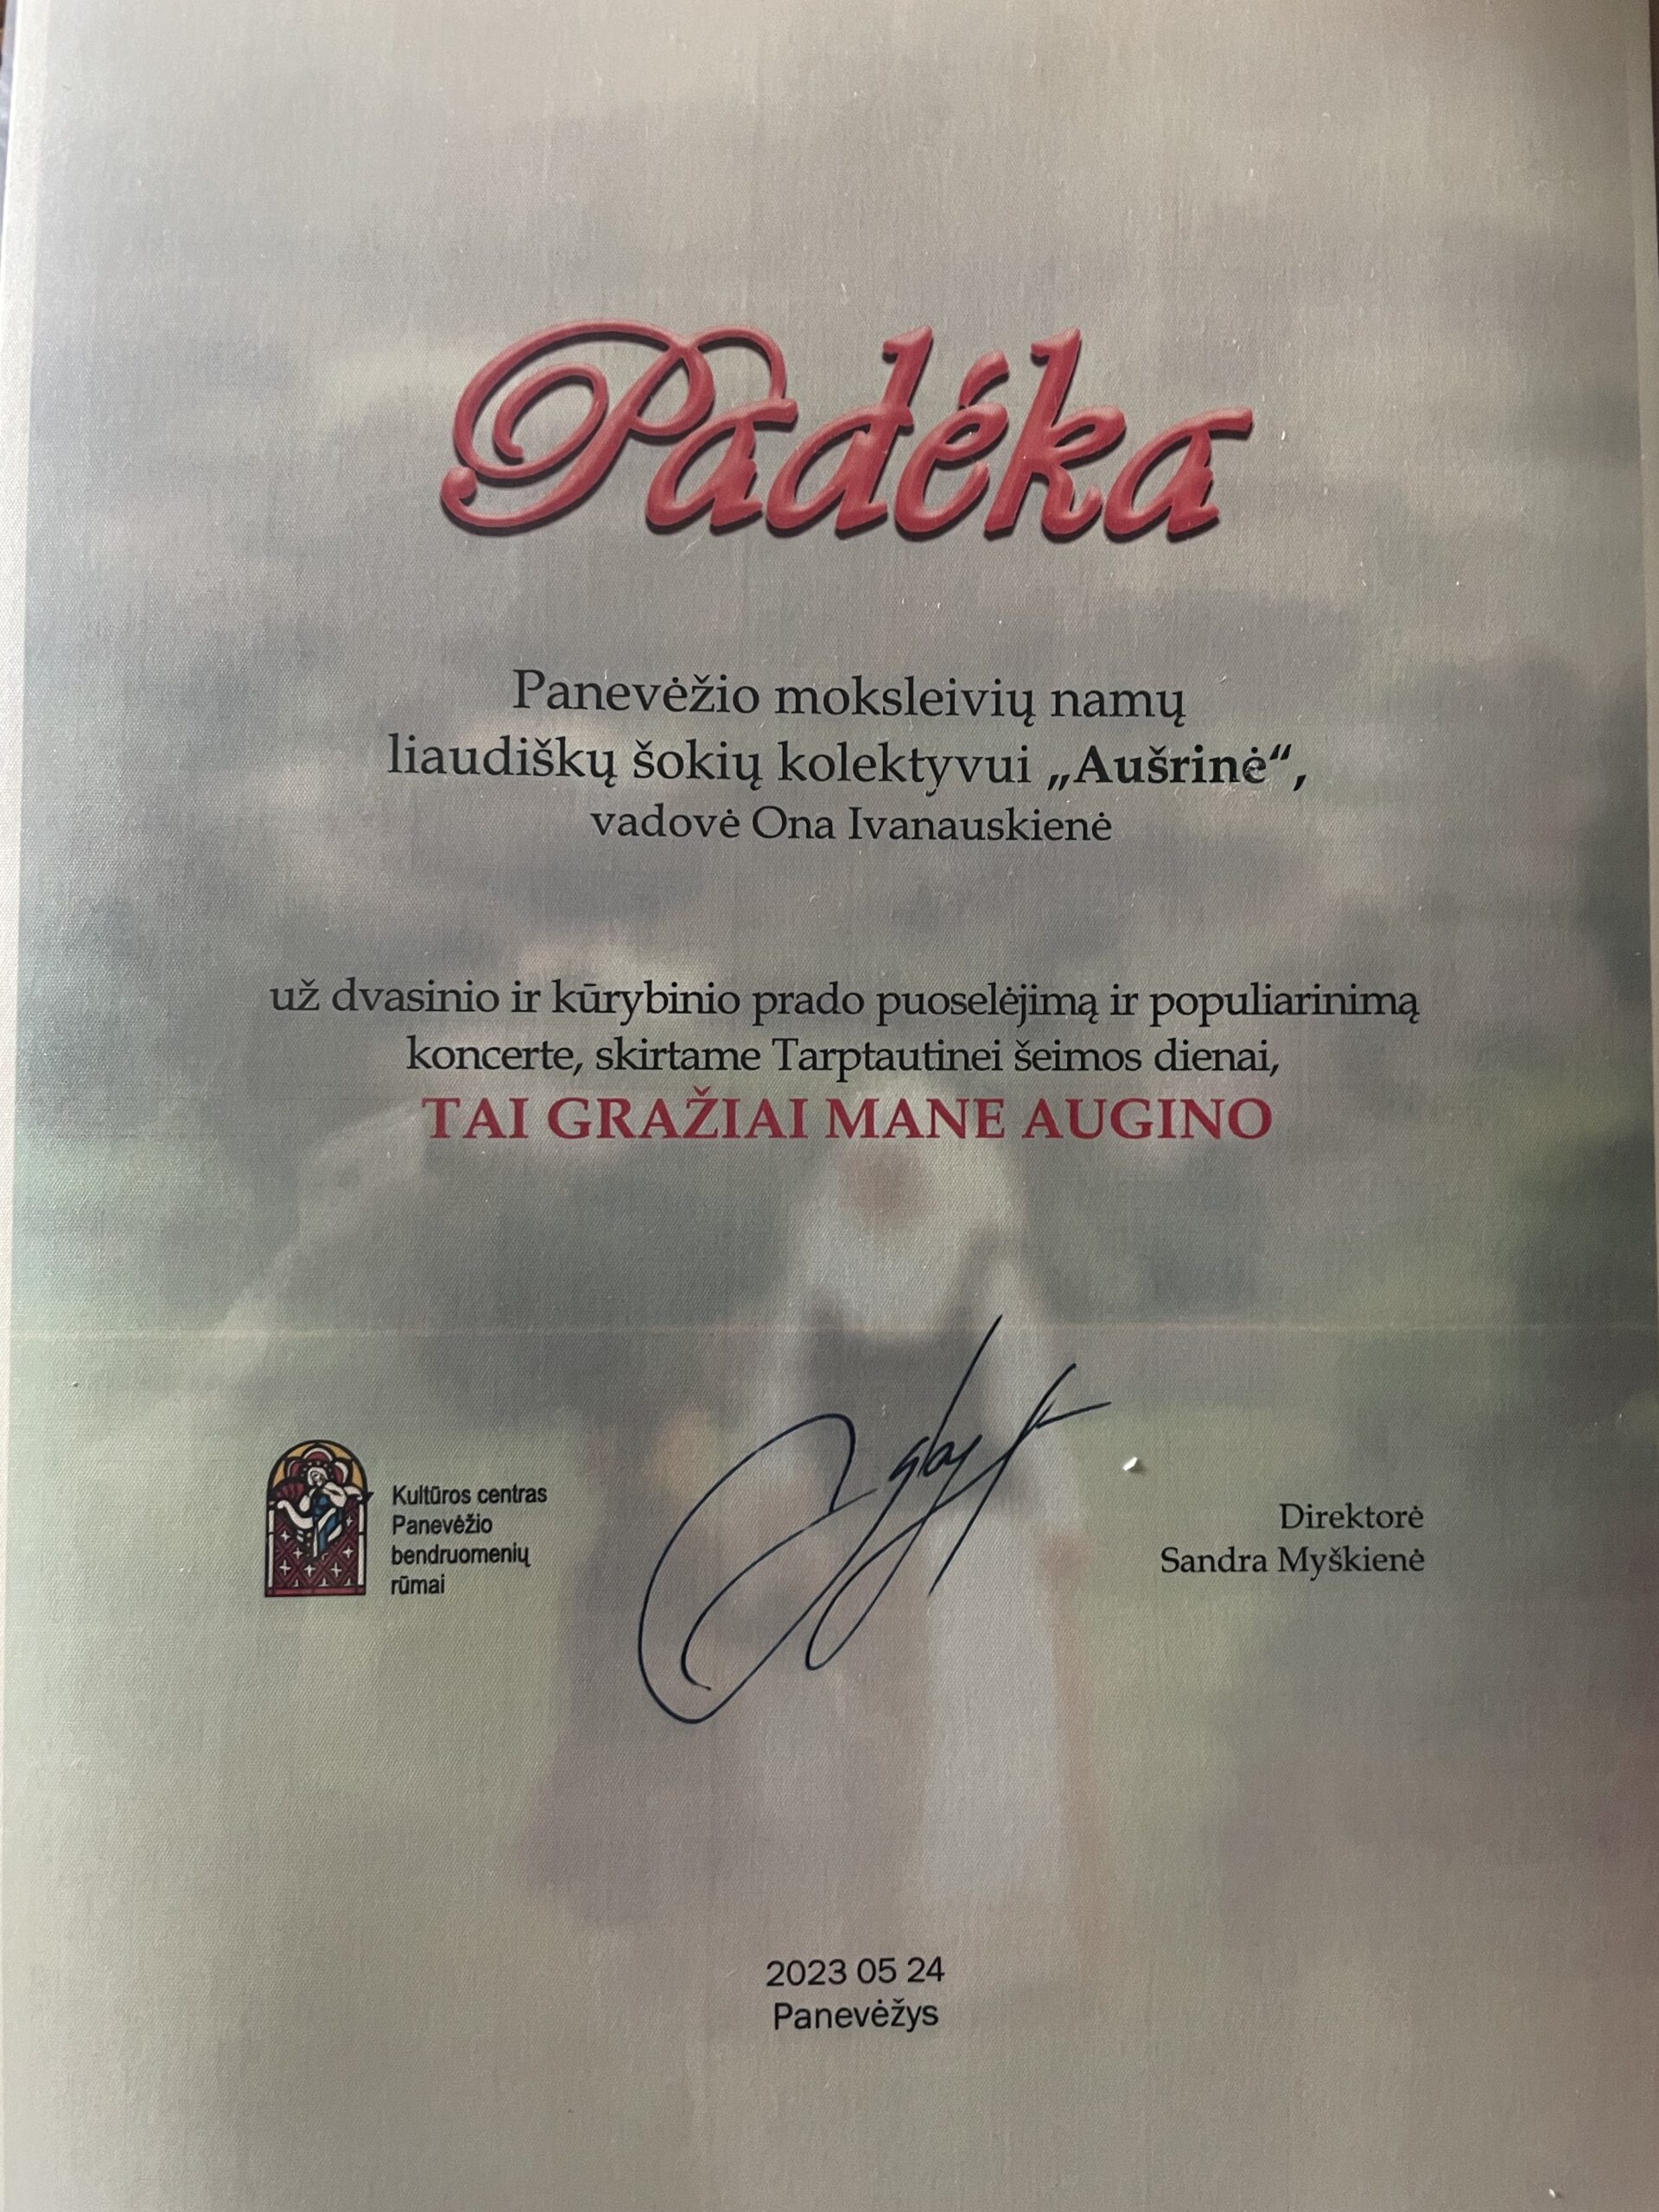 Padėka
Panevėžio moksleivių namų
liaudiškų šokių kolektyvui „Aušrinė“,
vadovė Ona Ivanauskienė
už dvasinio ir kūrybinio prado puoselėjimą ir populiarinimą
koncerte, skirtame Tarptautinei šeimos dienai,
TAI GRAŽIAI MANE AUGINO
Kultūros centras
Panevėžio
bendruomenių
rūmai
Direktorė
Sandra Myškienė
2023 05 24
Panevėžys